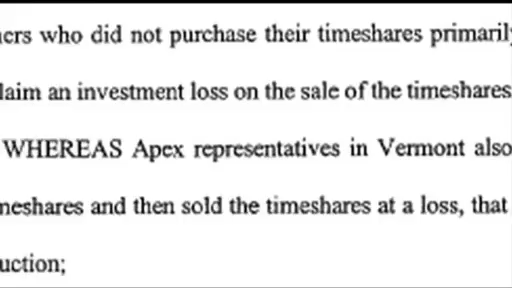 ners who did not purchase their timeshares primarily
laim an investment loss on the sale of the timeshares
WHEREAS Apex representatives in Vermont also
neshares and then sold the timeshares at a loss, that
uction;